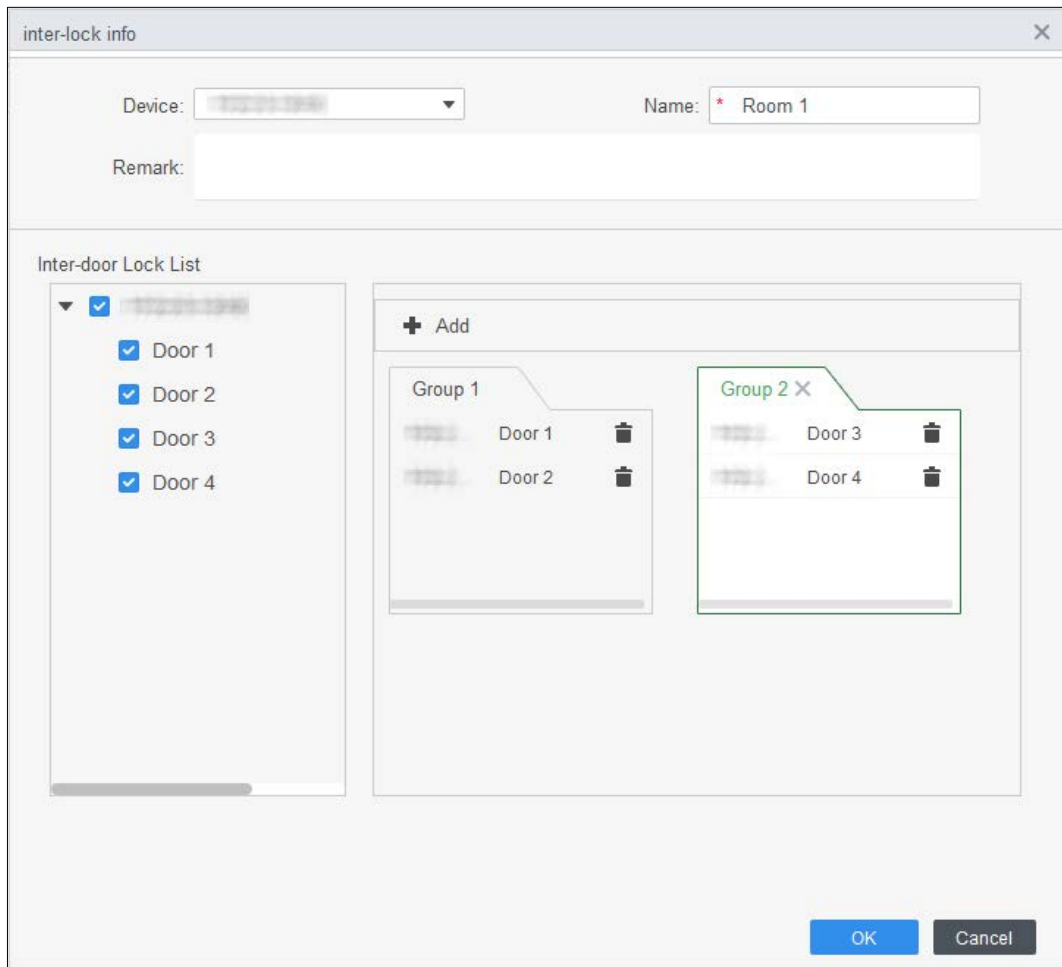 inter-lock info
Device:
Name: * Room 1
Remark:
Inter-door Lock List
Door 1
Door 2
Door 3
Door 4
Add
Group 1
Door 1
Door 2
Group 2
Door 3
Door 4
OK
Cancel